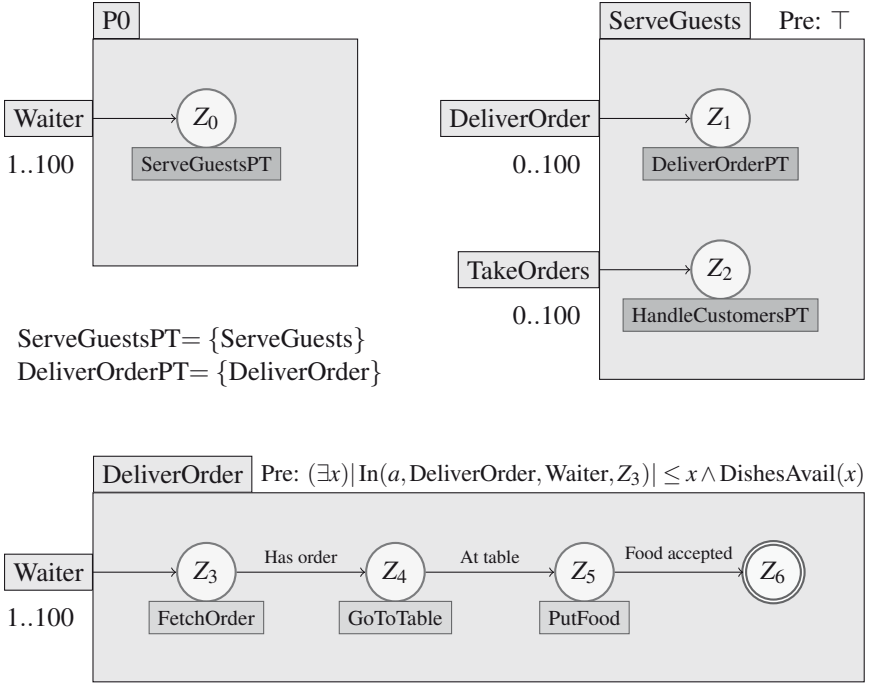 P0
ServeGuests Pre: ⊤
Waiter
Z0
ServeGuestsPT
1..100
DeliverOrder
Z1
DeliverOrderPT
0..100
TakeOrders
Z2
HandleCustomersPT
0..100
ServeGuestsPT= {ServeGuests}
DeliverOrderPT= {DeliverOrder}
DeliverOrder Pre: (∃x)|In(a, DeliverOrder, Waiter, Z3)| ≤ x ∧ DishesAvail(x)
Waiter
1..100
Z3 Has order Z4 At table Z5 Food accepted Z6
FetchOrder GoToTable PutFood